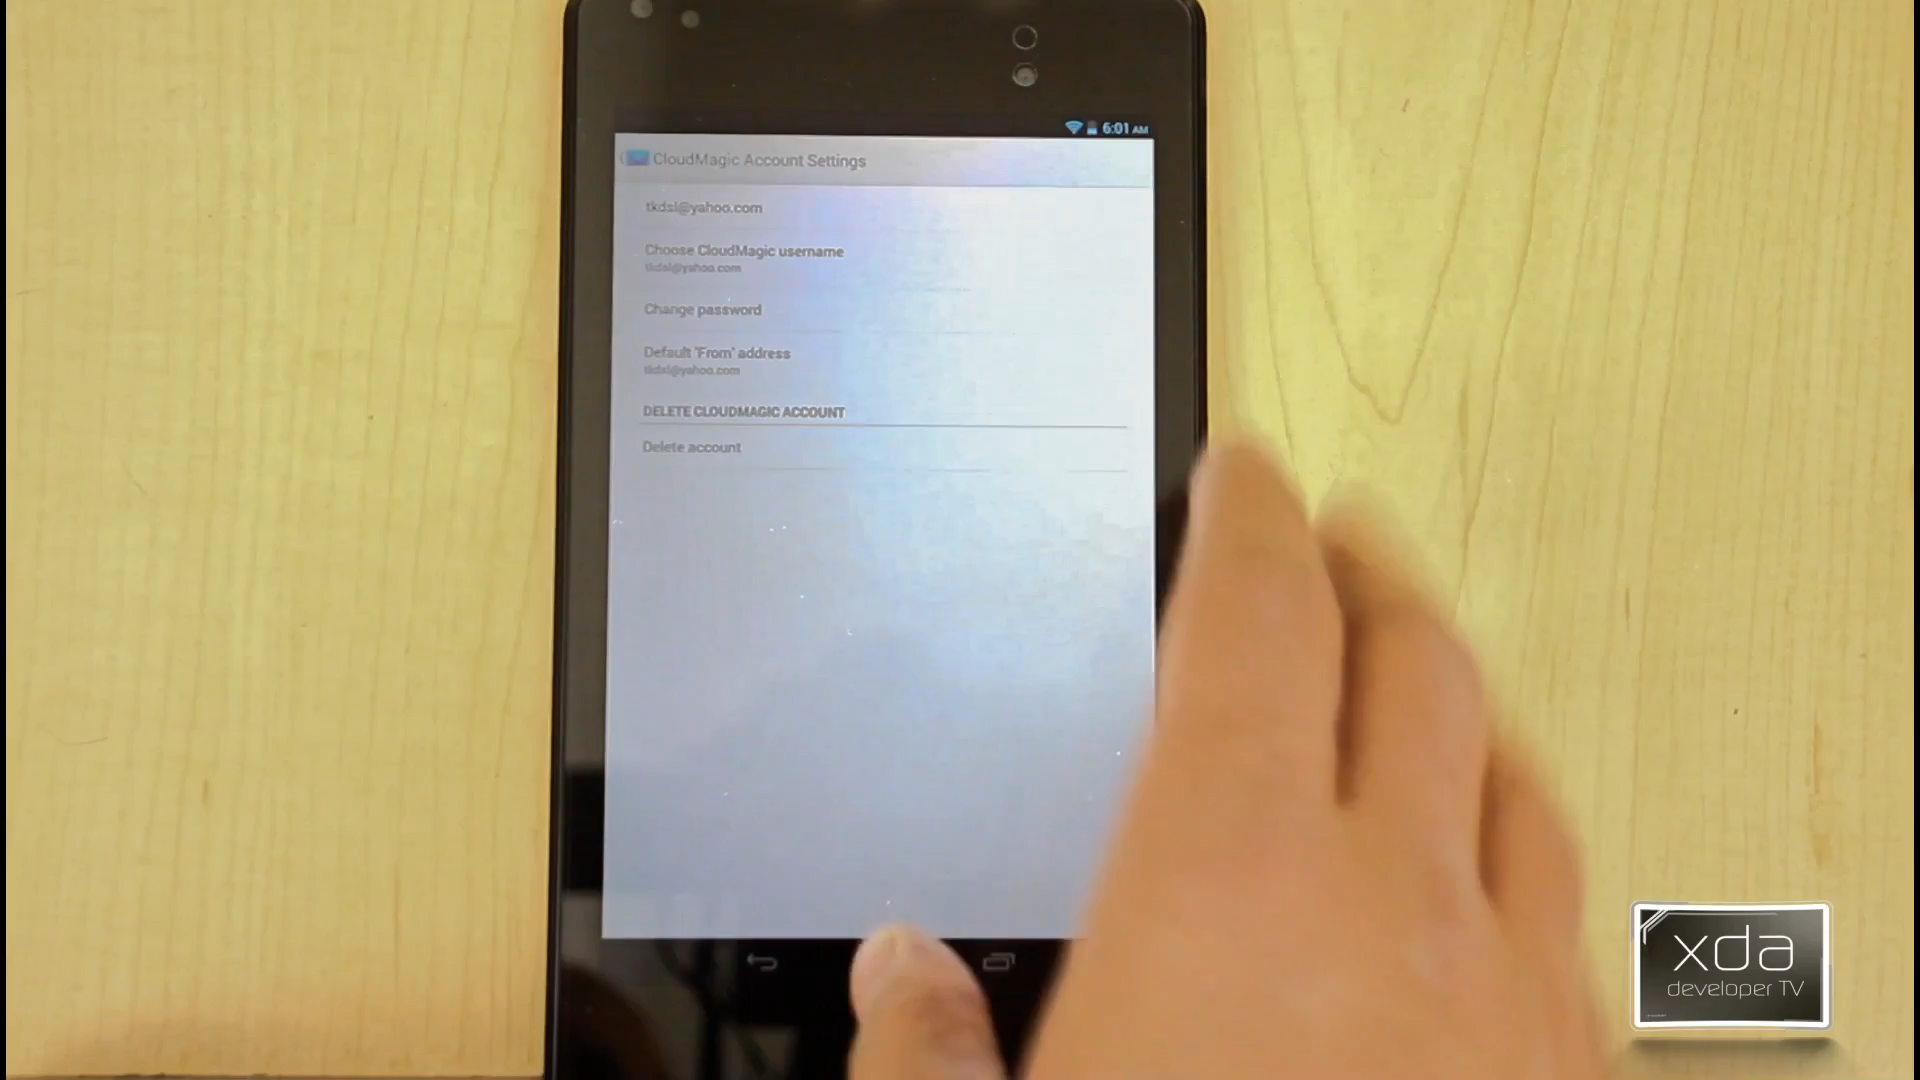 6:01 AM
CloudMagic Account Settings
tkdsl@yahoo.com
Choose CloudMagic username
tkdsl@yahoo.com
Change password
Default "From" address
tkdsl@yahoo.com
DELETE CLOUDMAGIC ACCOUNT
Delete account
xda
developer TV